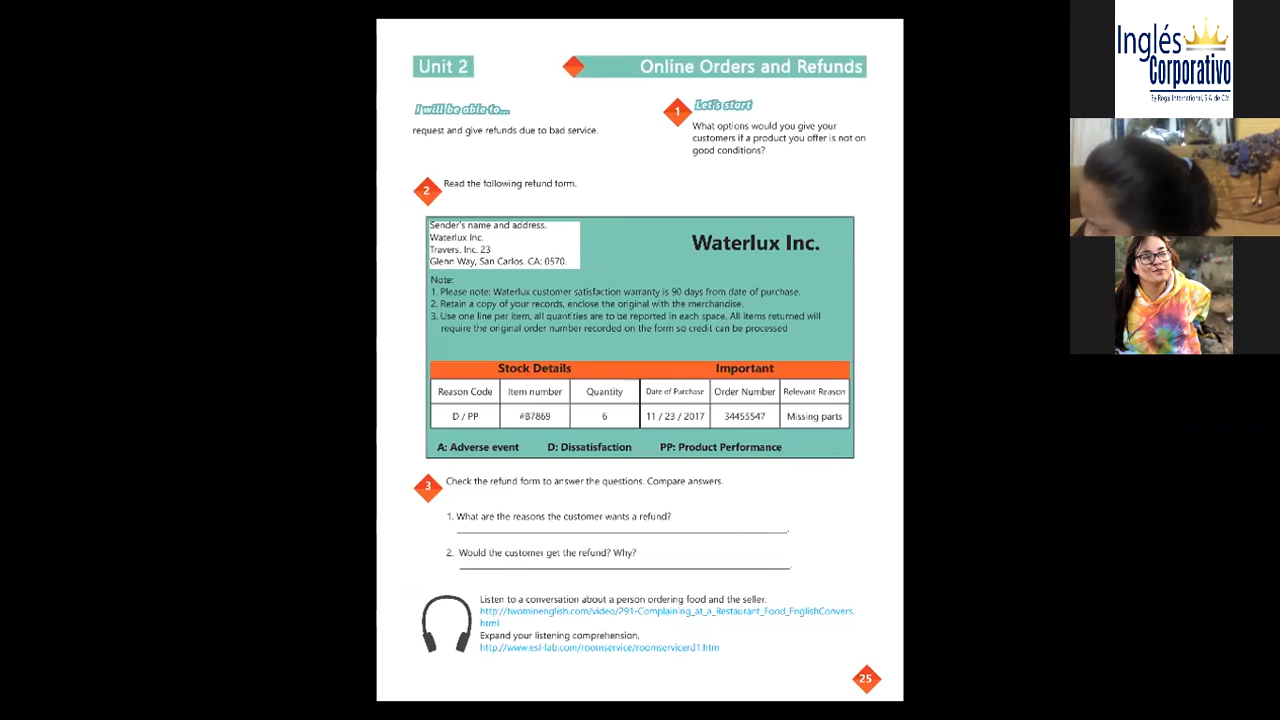 Unit 2
Online Orders and Refunds
I will be able to...
request and give refunds due to bad service.
1
Let's start
What options would you give your
customers if a product you offer is not on
good conditions?
2
Read the following refund form.
Sender's name and address.
Waterlux Inc.
Travers. Inc. 23
Glenn Way, San Carlos. CA: 0570.
Waterlux Inc.
Note:
1. Please note: Waterlux customer satisfaction warranty is 90 days from date of purchase.
2. Retain a copy of your records, enclose the original with the merchandise.
3. Use one line per item, all quantities are to be reported in each space. All items returned will
require the original order number recorded on the form so credit can be processed
Stock Details Important
Reason Code Item number Quantity Date of Purchase Order Number Relevant Reason
D / PP #B7869 6 11 / 23 / 2017 34455547 Missing parts
A: Adverse event D: Dissatisfaction PP: Product Performance
3
Check the refund form to answer the questions. Compare answers.
1. What are the reasons the customer wants a refund?
2. Would the customer get the refund? Why?
Listen to a conversation about a person ordering food and the seller.
http://twominenglish.com/video/291-Complaining_at_a_Restaurant_Food_EnglishConvers.
html
Expand your listening comprehension.
http://www.esl-lab.com/roomservice/roomservicerd1.htm
25
Inglés
Corporativo
By Rega International, S.A. de C.V.